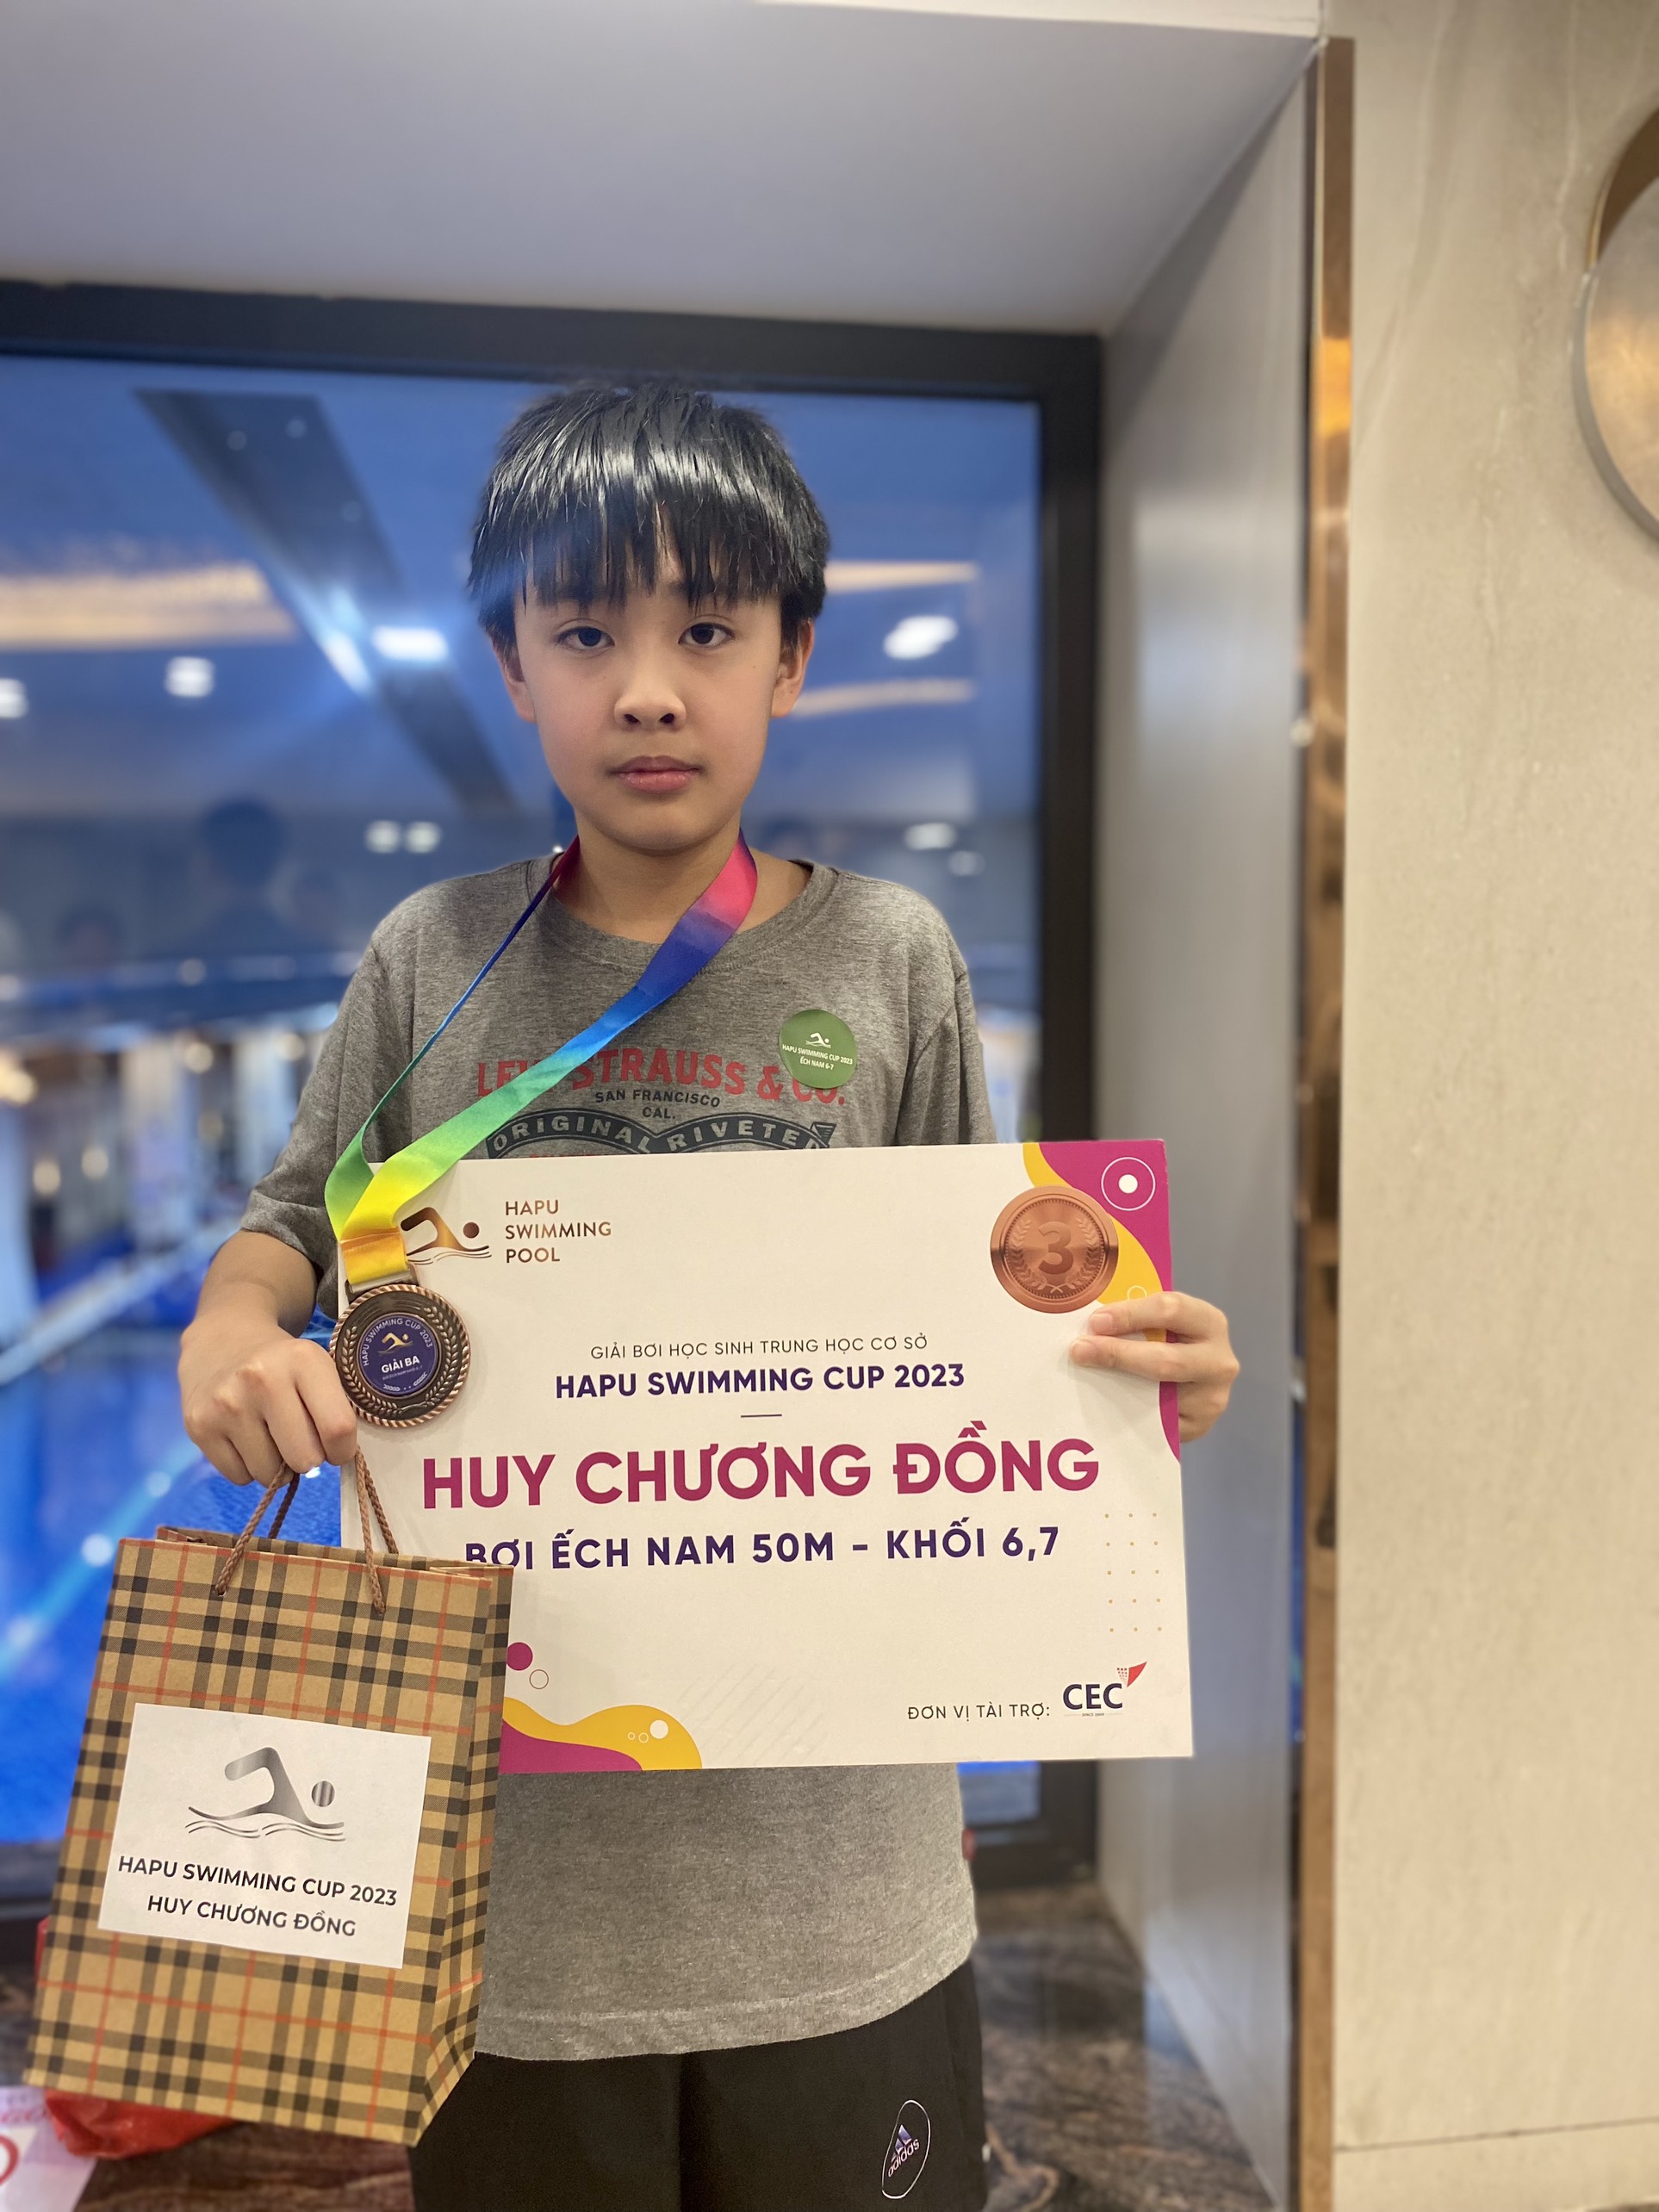 HAPU SWIMMING CUP 2023
ẾCH NAM 6-7
STRAUSS & CO.
SAN FRANCISCO
CAL.
ORIGINAL RIVETED
HAPU
SWIMMING
POOL
3
HAPU SWIMMING CUP 2023
GIẢI BA
GIẢI BƠI HỌC SINH TRUNG HỌC CƠ SỞ
HAPU SWIMMING CUP 2023
HUY CHƯƠNG ĐỒNG
BƠI ẾCH NAM 50M - KHỐI 6,7
ĐƠN VỊ TÀI TRỢ: CEC
HAPU SWIMMING CUP 2023
HUY CHƯƠNG ĐỒNG
adidas